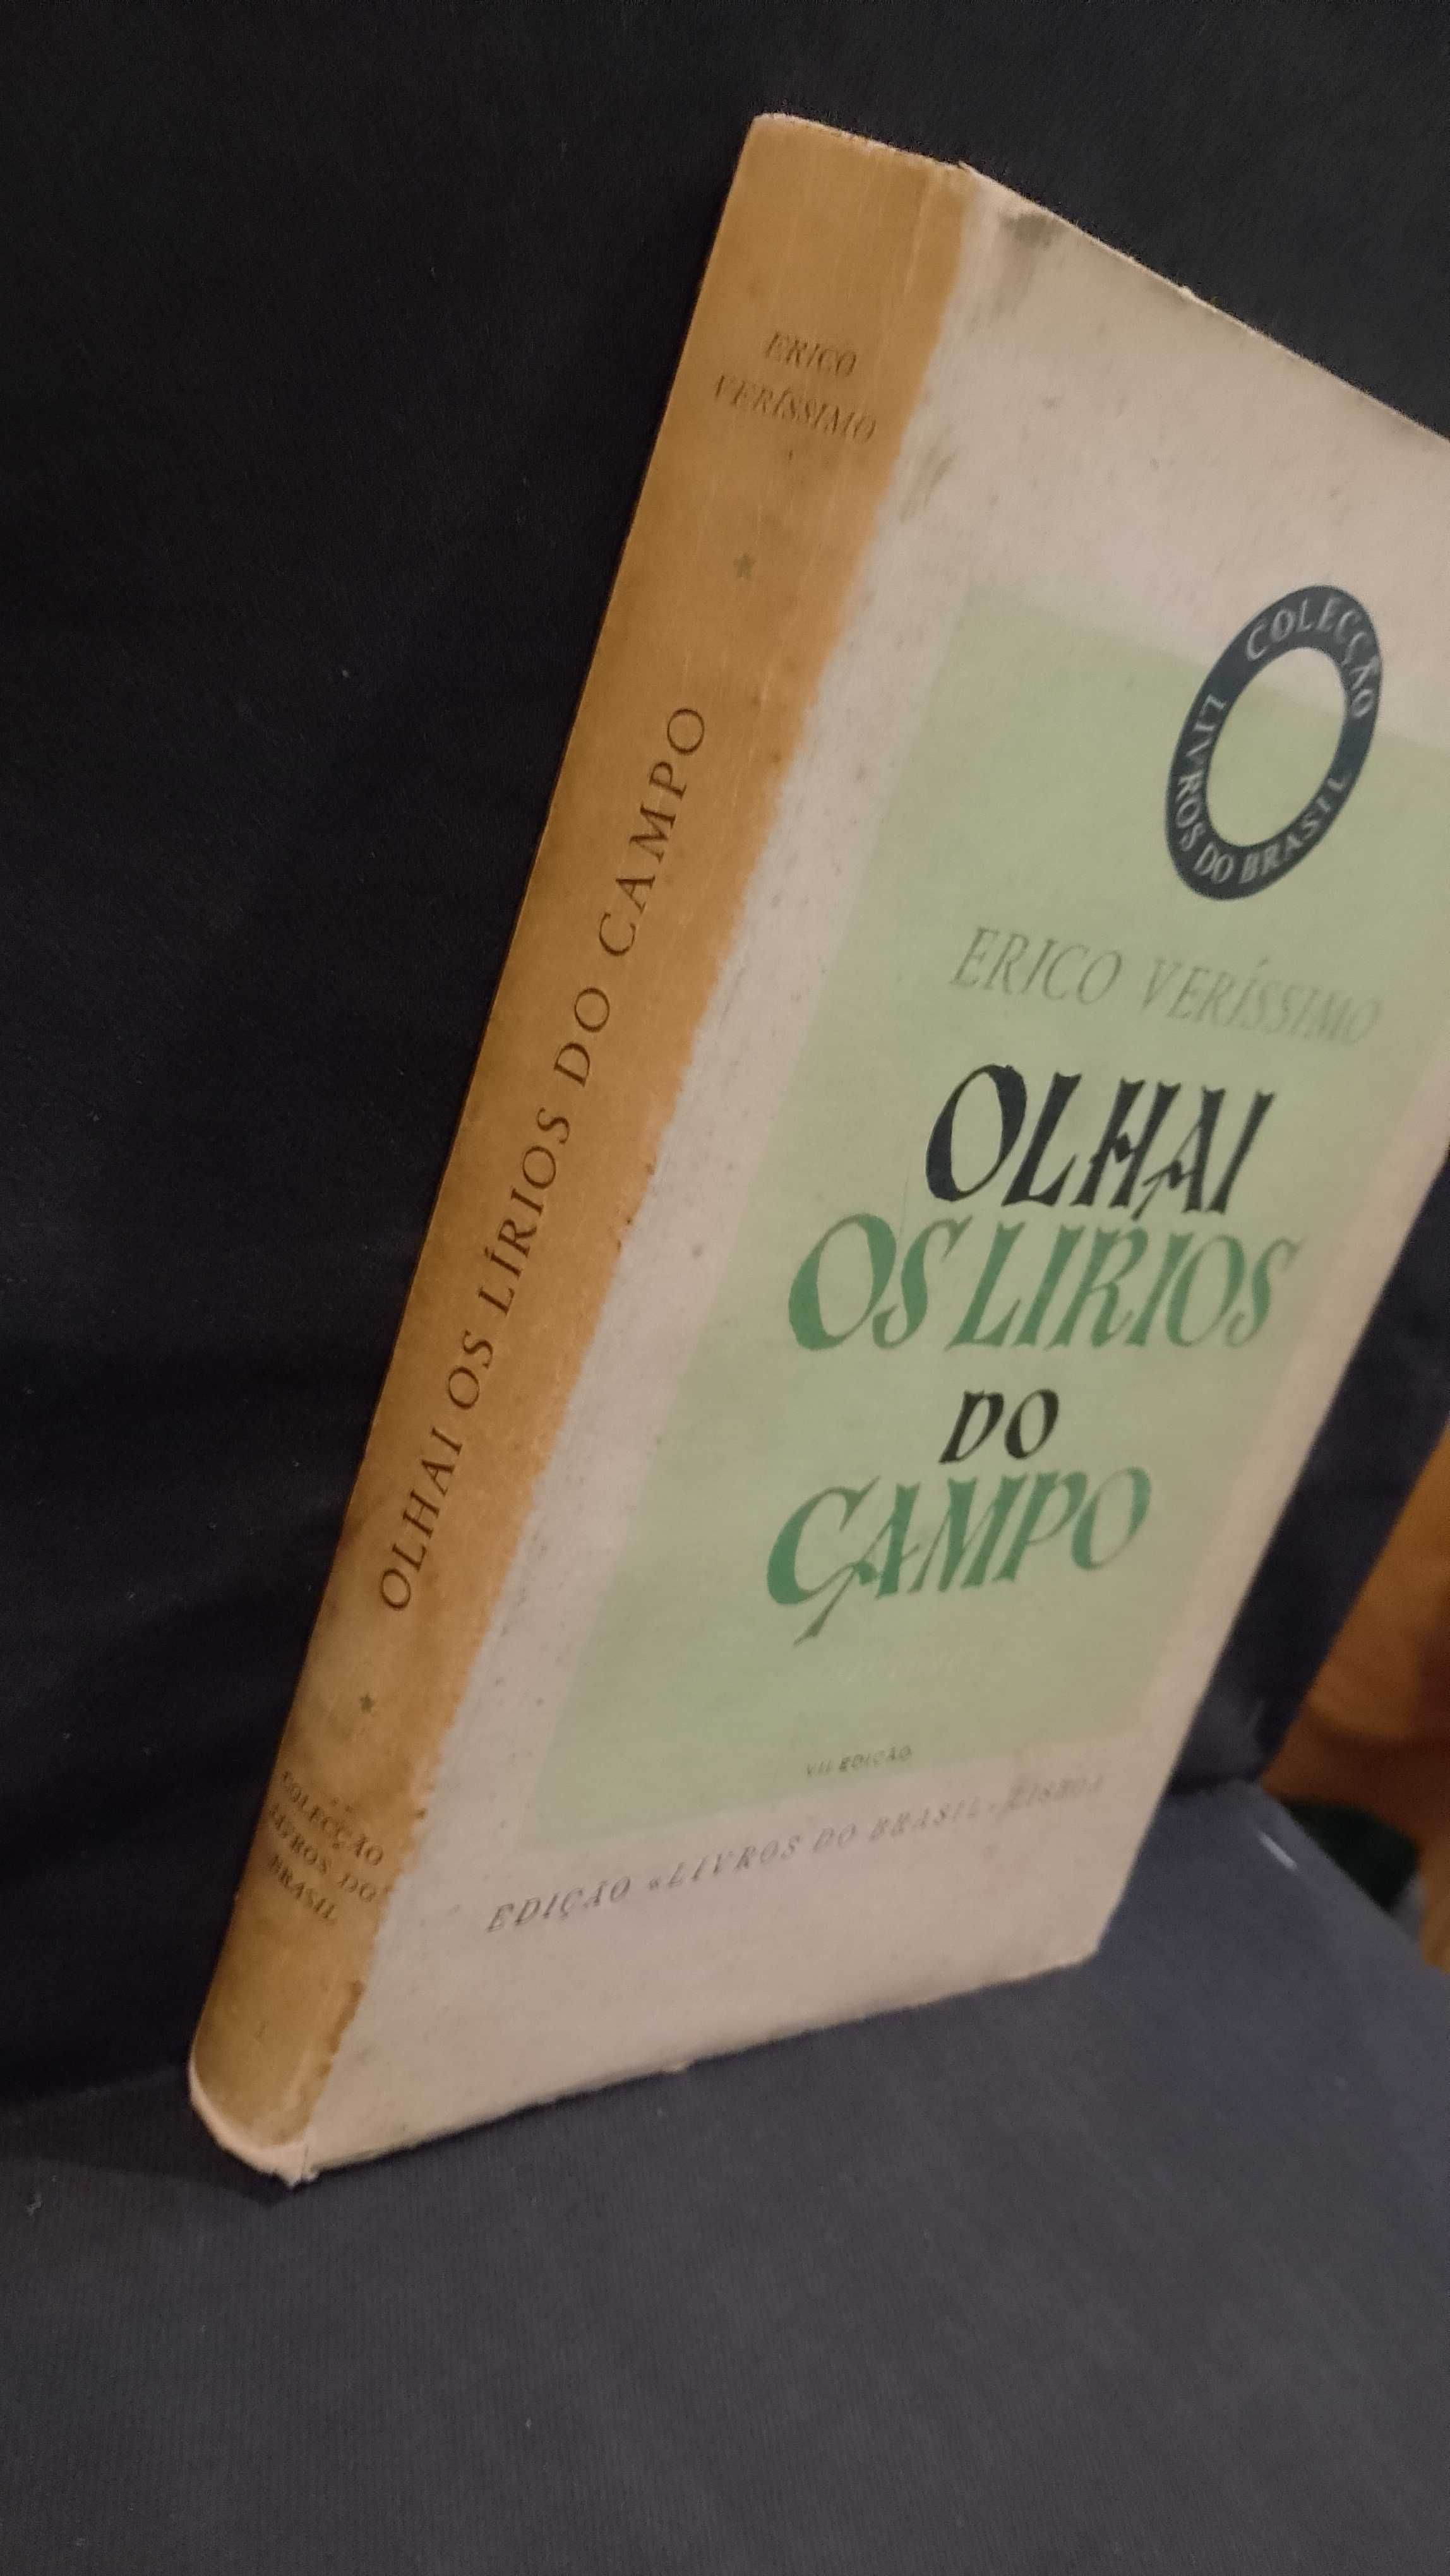 ERICO
VERÍSSIMO
OLHAI OS LÍRIOS DO CAMPO
COLECÇÃO
LIVROS DO
BRASIL
COLECÇÃO
LIVROS DO BRASIL
ERICO VERÍSSIMO
OLHAI
OS LIRIOS
DO
CAMPO
VII EDIÇÃO
EDIÇÃO «LIVROS DO BRASIL» LISBOA